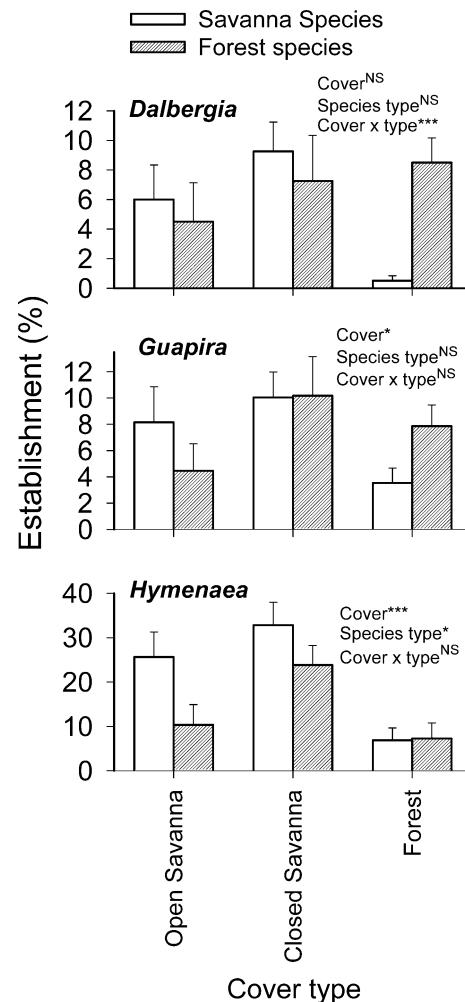 Savanna Species
Forest species
Dalbergia
Cover^NS
Species type^NS
Cover x type***
12
10
8
6
4
2
0
Establishment (%)
Guapira
Cover*
Species type^NS
Cover x type^NS
12
10
8
6
4
2
0
Hymenaea
Cover***
Species type*
Cover x type^NS
40
30
20
10
0
Open Savanna
Closed Savanna
Forest
Cover type